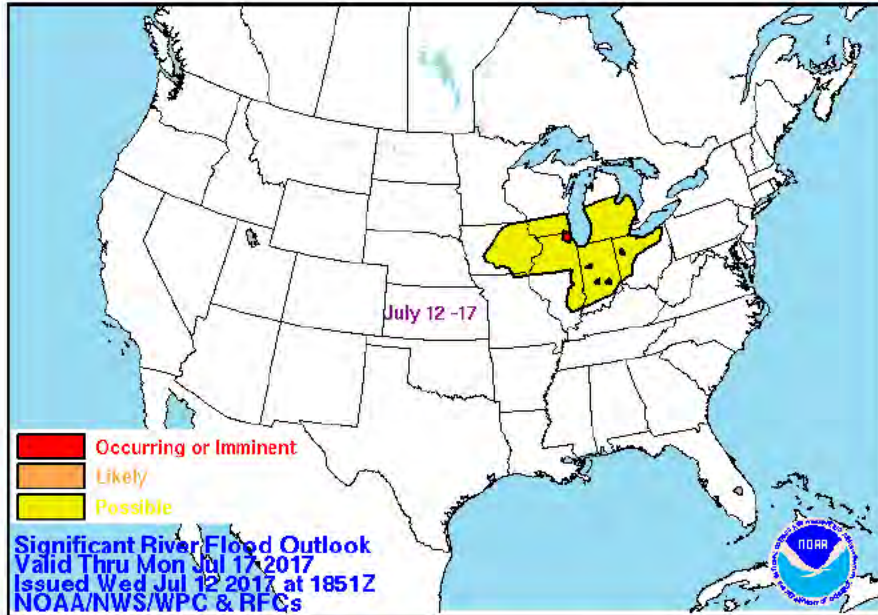 July 12 -17
Occurring or Imminent
Likely
Possible
Significant River Flood Outlook
Valid Thru Mon Jul 17 2017
Issued Wed Jul 12 2017 at 1851Z
NOAA/NWS/WPC & RFCs
NOAA